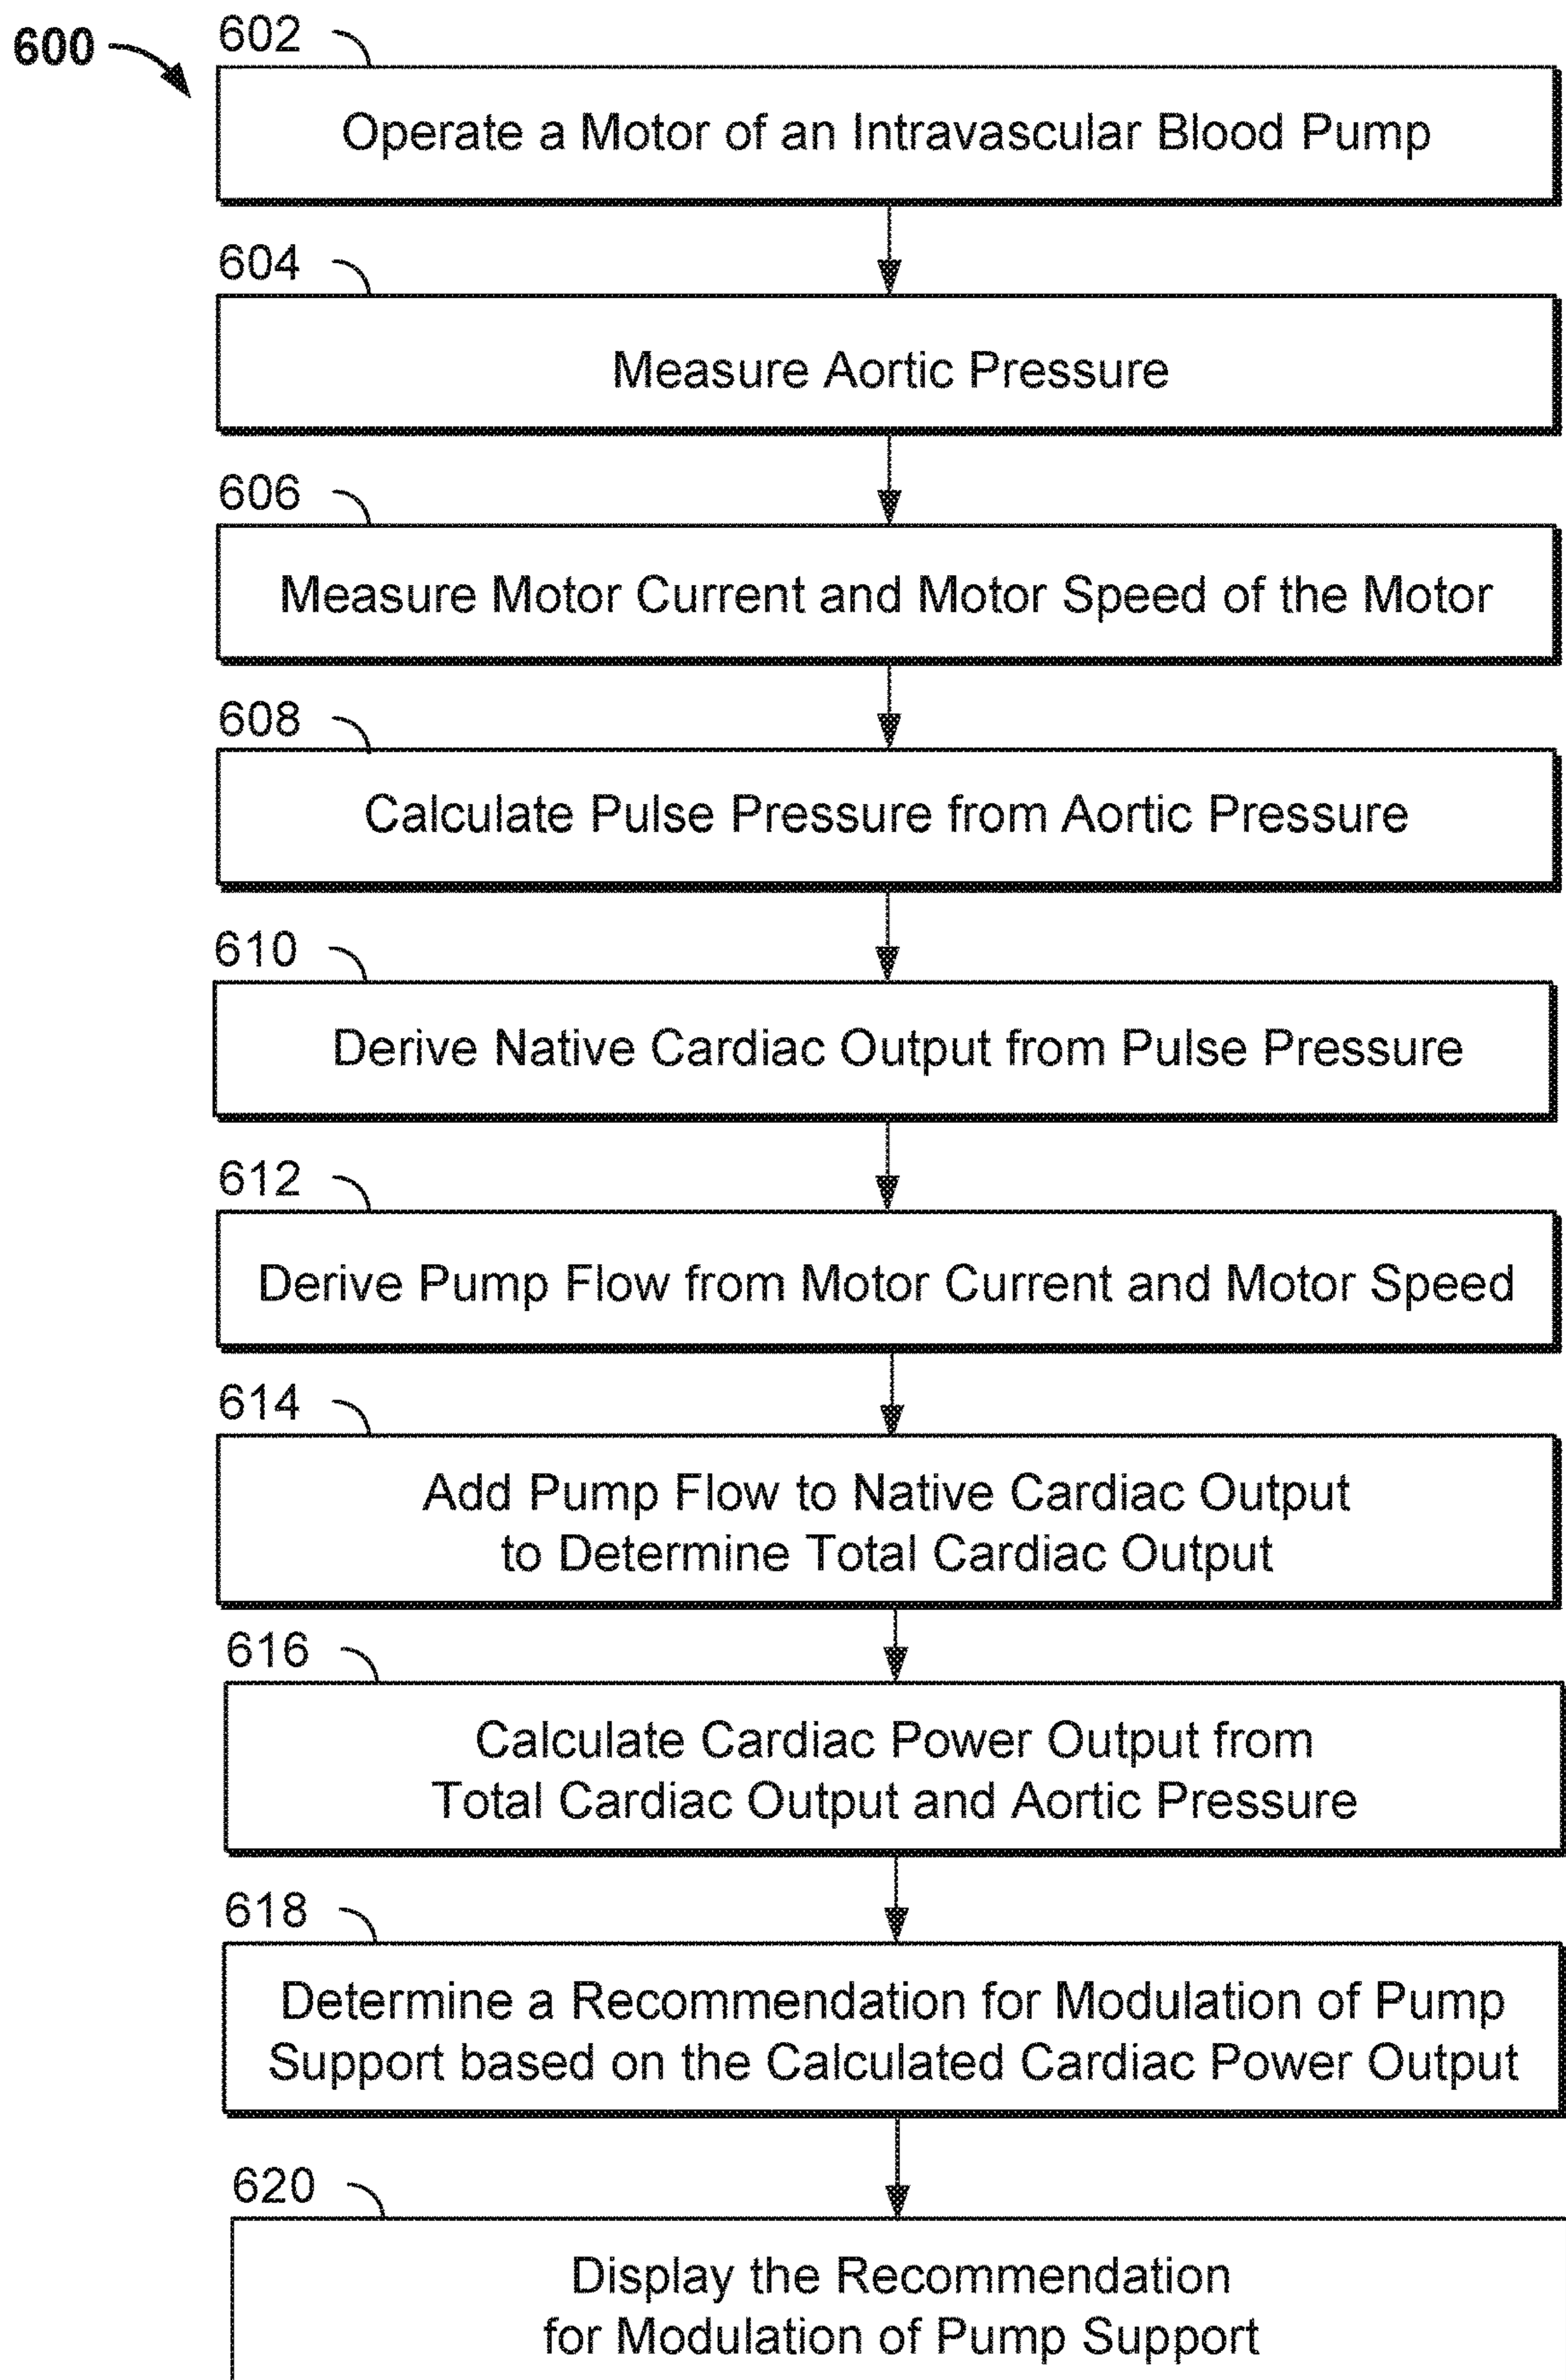 600
602
Operate a Motor of an Intravascular Blood Pump
604
Measure Aortic Pressure
606
Measure Motor Current and Motor Speed of the Motor
608
Calculate Pulse Pressure from Aortic Pressure
610
Derive Native Cardiac Output from Pulse Pressure
612
Derive Pump Flow from Motor Current and Motor Speed
614
Add Pump Flow to Native Cardiac Output
to Determine Total Cardiac Output
616
Calculate Cardiac Power Output from
Total Cardiac Output and Aortic Pressure
618
Determine a Recommendation for Modulation of Pump
Support based on the Calculated Cardiac Power Output
620
Display the Recommendation
for Modulation of Pump Support